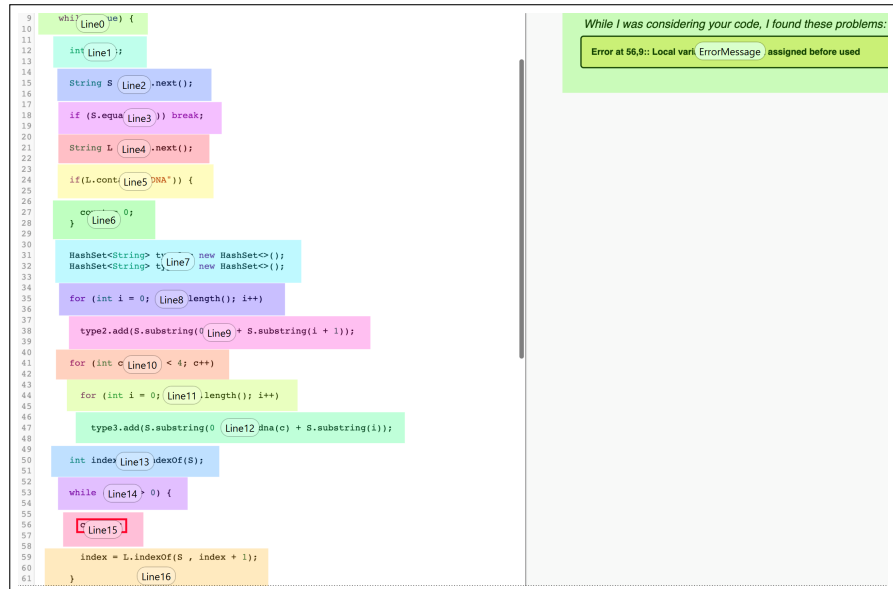 9 whi ue) {
Line0
10
11
12 int ;
Line1
13
14
15 String S .next();
Line2
16
17
18 if (S.equa )) break;
Line3
19
20
21 String L .next();
Line4
22
23
24 if(L.cont DNA")) {
Line5
25
26
27 0;
Line6
28 }
29
30
31 HashSet<String> new HashSet<>();
Line7
32 HashSet<String> new HashSet<>();
33
34
35 for (int i = 0; length(); i++)
Line8
36
37
38 type2.add(S.substring(0 + S.substring(i + 1));
Line9
39
40
41 for (int c < 4; c++)
Line10
42
43
44 for (int i = 0; .length(); i++)
Line11
45
46
47 type3.add(S.substring(0 dna(c) + S.substring(i));
Line12
48
49
50 int index dexOf(S);
Line13
51
52
53 while > 0) {
Line14
54
55
56
Line15
57
58
59 index = L.indexOf(S , index + 1);
60
61 }
Line16
While I was considering your code, I found these problems:
Error at 56,9:: Local vari assigned before used
ErrorMessage